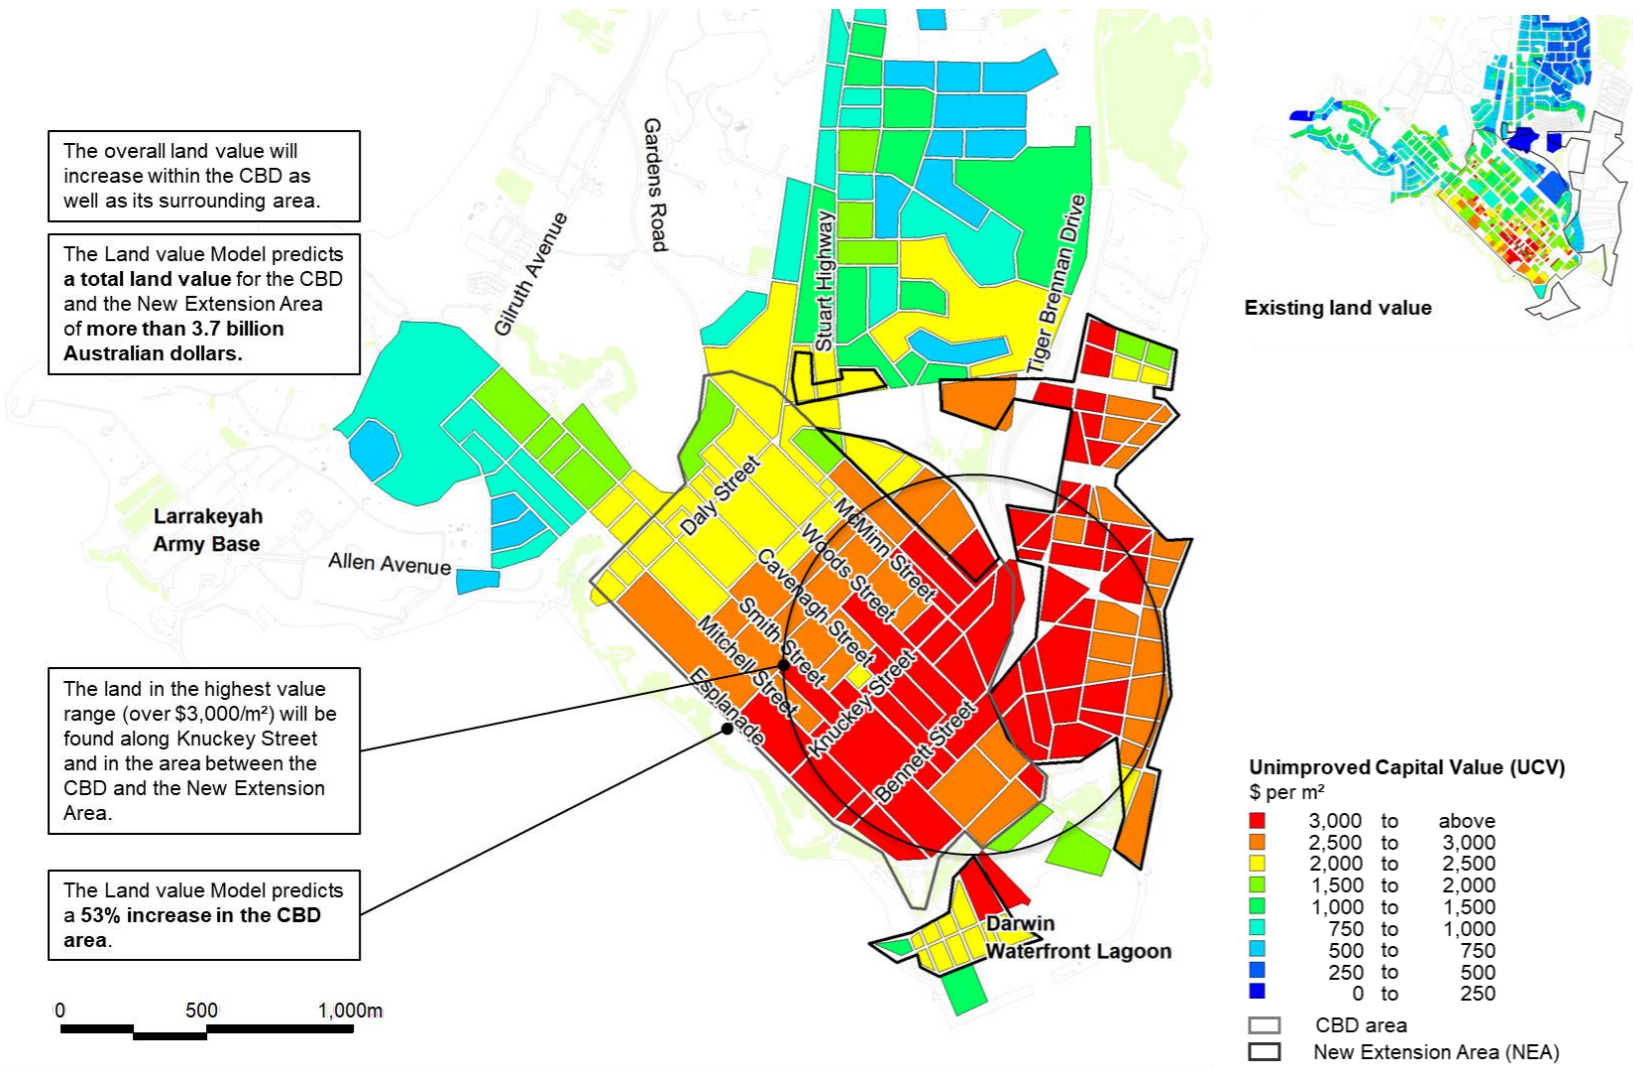 The overall land value will
increase within the CBD as
well as its surrounding area.
The Land value Model predicts
a total land value for the CBD
and the New Extension Area
of more than 3.7 billion
Australian dollars.
Gilruth Avenue
Gardens Road
Stuart Highway
Tiger Brennan Drive
Existing land value
Larrakeyah
Army Base
Allen Avenue
Daly Street
McMinn Street
Woods Street
Cavenagh Street
Smith Street
Mitchell Street
Esplanade
Knuckey Street
Bennett Street
The land in the highest value
range (over $3,000/m²) will be
found along Knuckey Street
and in the area between the
CBD and the New Extension
Area.
The Land value Model predicts
a 53% increase in the CBD
area.
Darwin
Waterfront Lagoon
0 500 1,000m
Unimproved Capital Value (UCV)
$ per m²
3,000 to above
2,500 to 3,000
2,000 to 2,500
1,500 to 2,000
1,000 to 1,500
750 to 1,000
500 to 750
250 to 500
0 to 250
CBD area
New Extension Area (NEA)